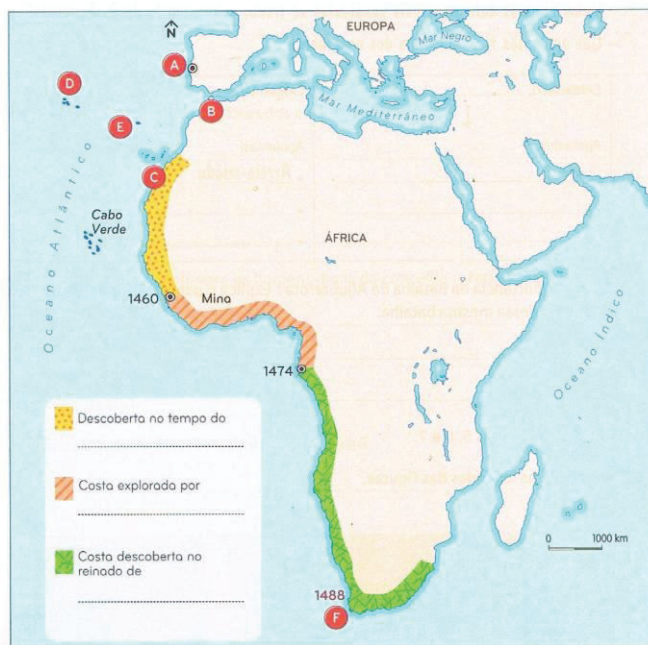 N
EUROPA
Mar Negro
A
D
B
Mar Mediterrâneo
E
C
Oceano Atlântico
Cabo
Verde
ÁFRICA
1460
Mina
Oceano Índico
1474
Descoberta no tempo do
Costa explorada por
Costa descoberta no
reinado de
0 1000 km
1488
F